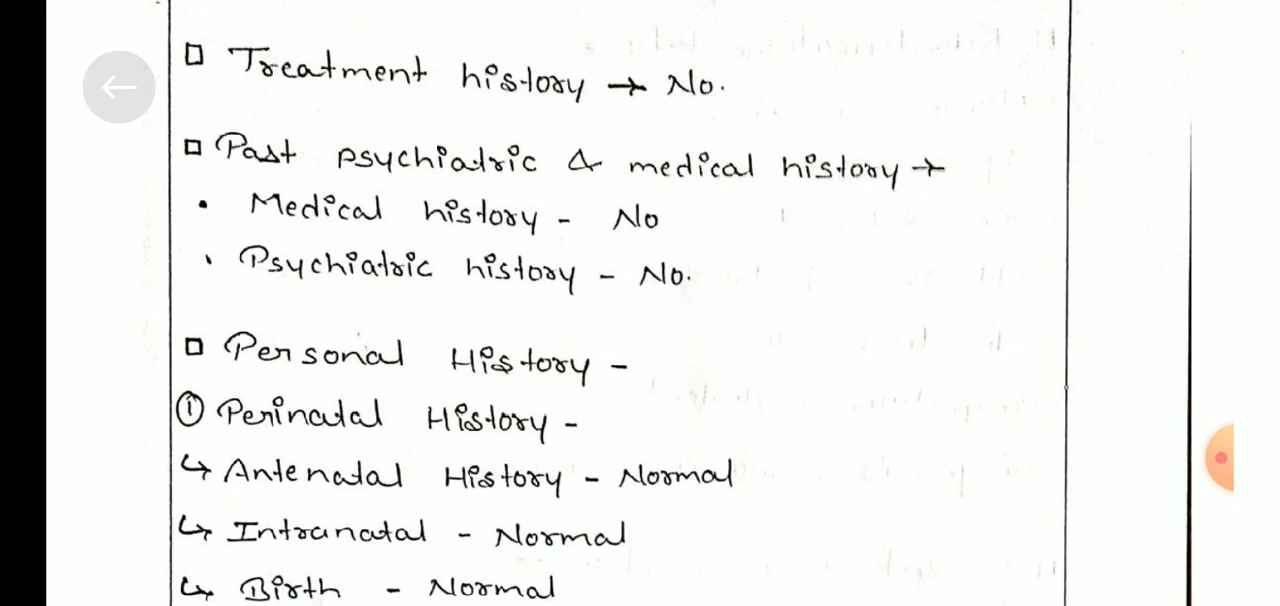 □ Treatment history → No.
□ Past psychiatric & medical history →
• Medical history - No
• Psychiatric history - No.
□ Personal History -
① Perinatal History -
↳ Antenatal History - Normal
↳ Intranatal - Normal
↳ Birth - Normal